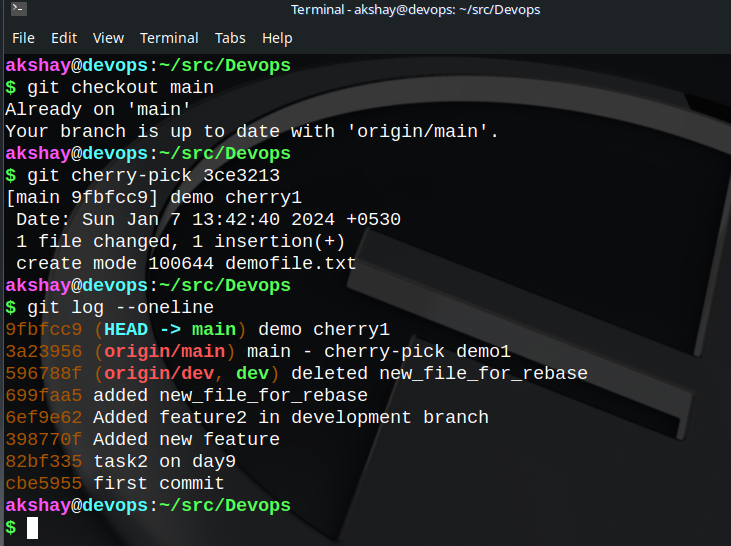 Terminal - akshay@devops: ~/src/Devops
File Edit View Terminal Tabs Help
akshay@devops:~/src/Devops
$ git checkout main
Already on 'main'
Your branch is up to date with 'origin/main'.
akshay@devops:~/src/Devops
$ git cherry-pick 3ce3213
[main 9fbfcc9] demo cherry1
 Date: Sun Jan 7 13:42:40 2024 +0530
 1 file changed, 1 insertion(+)
 create mode 100644 demofile.txt
akshay@devops:~/src/Devops
$ git log --oneline
9fbfcc9 (HEAD -> main) demo cherry1
3a23956 (origin/main) main - cherry-pick demo1
596788f (origin/dev, dev) deleted new_file_for_rebase
699faa5 added new_file_for_rebase
6ef9e62 Added feature2 in development branch
398770f Added new feature
82bf335 task2 on day9
cbe5955 first commit
akshay@devops:~/src/Devops
$